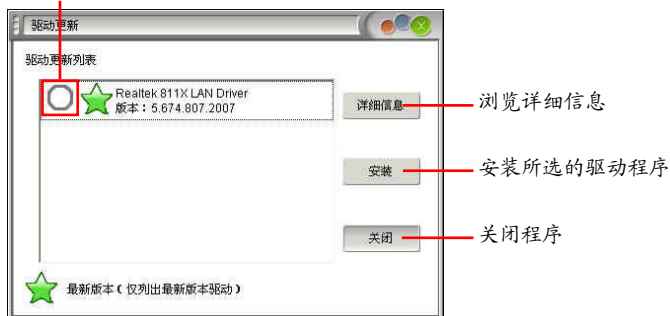 驱动更新
驱动更新列表
Realtek 811X LAN Driver
版本：5.674.807.2007
详细信息
浏览详细信息
安装
安装所选的驱动程序
关闭
关闭程序
最新版本（仅列出最新版本驱动）